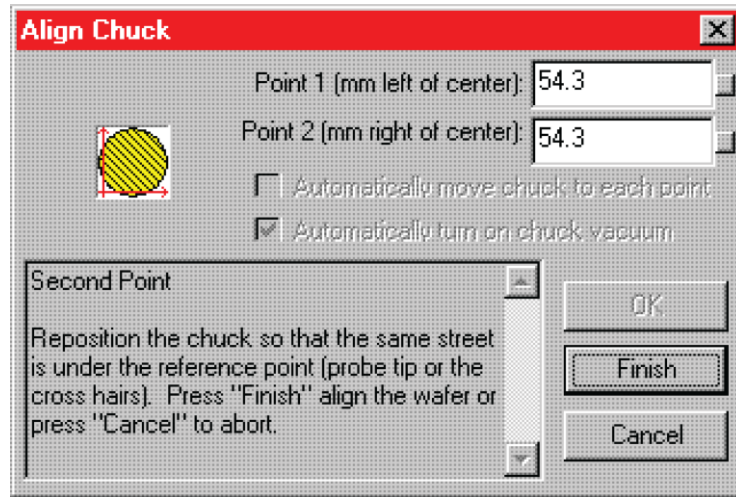 Align Chuck
Point 1 (mm left of center): 54.3
Point 2 (mm right of center): 54.3
Automatically move chuck to each point
Automatically turn on chuck vacuum
Second Point
Reposition the chuck so that the same street
is under the reference point (probe tip or the
cross hairs). Press "Finish" align the wafer or
press "Cancel" to abort.
OK
Finish
Cancel